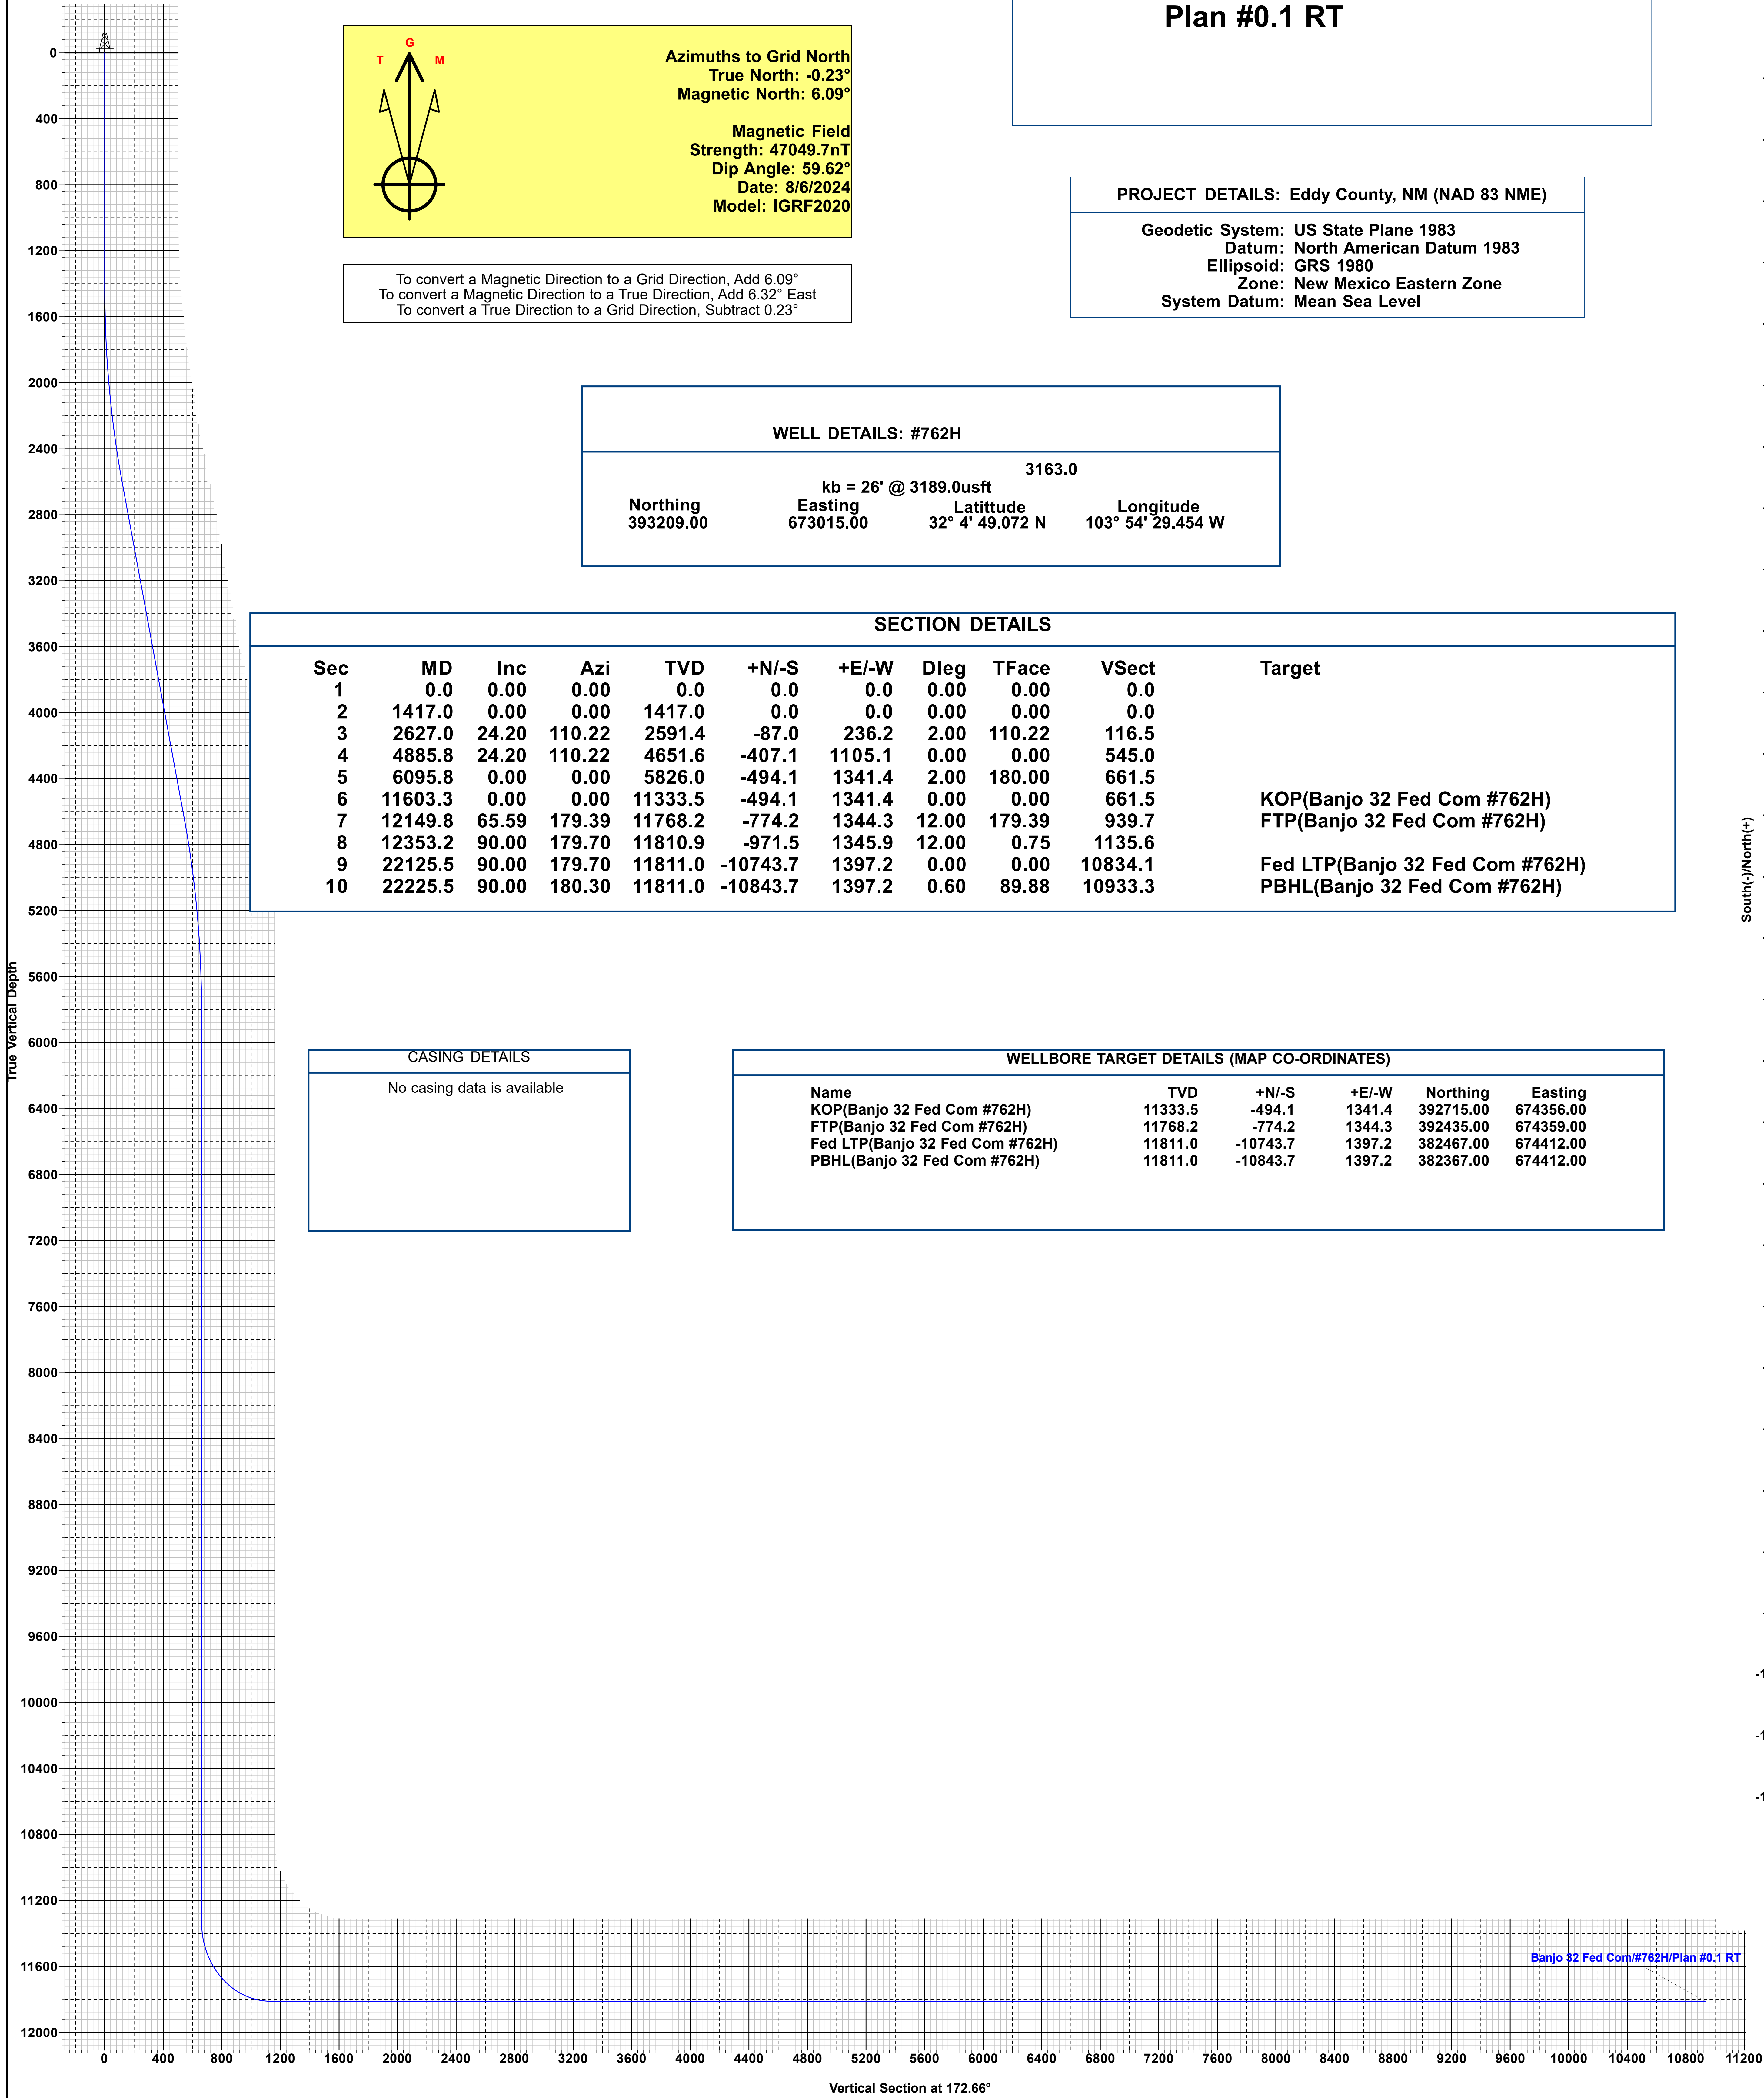 Plan #0.1 RT
T G M
Azimuths to Grid North
True North: -0.23°
Magnetic North: 6.09°
Magnetic Field
Strength: 47049.7nT
Dip Angle: 59.62°
Date: 8/6/2024
Model: IGRF2020
To convert a Magnetic Direction to a Grid Direction, Add 6.09°
To convert a Magnetic Direction to a True Direction, Add 6.32° East
To convert a True Direction to a Grid Direction, Subtract 0.23°
PROJECT DETAILS: Eddy County, NM (NAD 83 NME)
Geodetic System: US State Plane 1983
Datum: North American Datum 1983
Ellipsoid: GRS 1980
Zone: New Mexico Eastern Zone
System Datum: Mean Sea Level
WELL DETAILS: #762H
3163.0
kb = 26' @ 3189.0usft
Northing Easting Latittude Longitude
393209.00 673015.00 32° 4' 49.072 N 103° 54' 29.454 W
SECTION DETAILS
Sec MD Inc Azi TVD +N/-S +E/-W Dleg TFace VSect Target
1 0.0 0.00 0.00 0.0 0.0 0.0 0.00 0.00 0.0
2 1417.0 0.00 0.00 1417.0 0.0 0.0 0.00 0.00 0.0
3 2627.0 24.20 110.22 2591.4 -87.0 236.2 2.00 110.22 116.5
4 4885.8 24.20 110.22 4651.6 -407.1 1105.1 0.00 0.00 545.0
5 6095.8 0.00 0.00 5826.0 -494.1 1341.4 2.00 180.00 661.5
6 11603.3 0.00 0.00 11333.5 -494.1 1341.4 0.00 0.00 661.5 KOP(Banjo 32 Fed Com #762H)
7 12149.8 65.59 179.39 11768.2 -774.2 1344.3 12.00 179.39 939.7 FTP(Banjo 32 Fed Com #762H)
8 12353.2 90.00 179.70 11810.9 -971.5 1345.9 12.00 0.75 1135.6
9 22125.5 90.00 179.70 11811.0 -10743.7 1397.2 0.00 0.00 10834.1 Fed LTP(Banjo 32 Fed Com #762H)
10 22225.5 90.00 180.30 11811.0 -10843.7 1397.2 0.60 89.88 10933.3 PBHL(Banjo 32 Fed Com #762H)
CASING DETAILS
No casing data is available
WELLBORE TARGET DETAILS (MAP CO-ORDINATES)
Name TVD +N/-S +E/-W Northing Easting
KOP(Banjo 32 Fed Com #762H) 11333.5 -494.1 1341.4 392715.00 674356.00
FTP(Banjo 32 Fed Com #762H) 11768.2 -774.2 1344.3 392435.00 674359.00
Fed LTP(Banjo 32 Fed Com #762H) 11811.0 -10743.7 1397.2 382467.00 674412.00
PBHL(Banjo 32 Fed Com #762H) 11811.0 -10843.7 1397.2 382367.00 674412.00
True Vertical Depth
0
400
800
1200
1600
2000
2400
2800
3200
3600
4000
4400
4800
5200
5600
6000
6400
6800
7200
7600
8000
8400
8800
9200
9600
10000
10400
10800
11200
11600
12000
South(-)/North(+)
Banjo 32 Fed Com/#762H/Plan #0.1 RT
0 400 800 1200 1600 2000 2400 2800 3200 3600 4000 4400 4800 5200 5600 6000 6400 6800 7200 7600 8000 8400 8800 9200 9600 10000 10400 10800 11200
Vertical Section at 172.66°